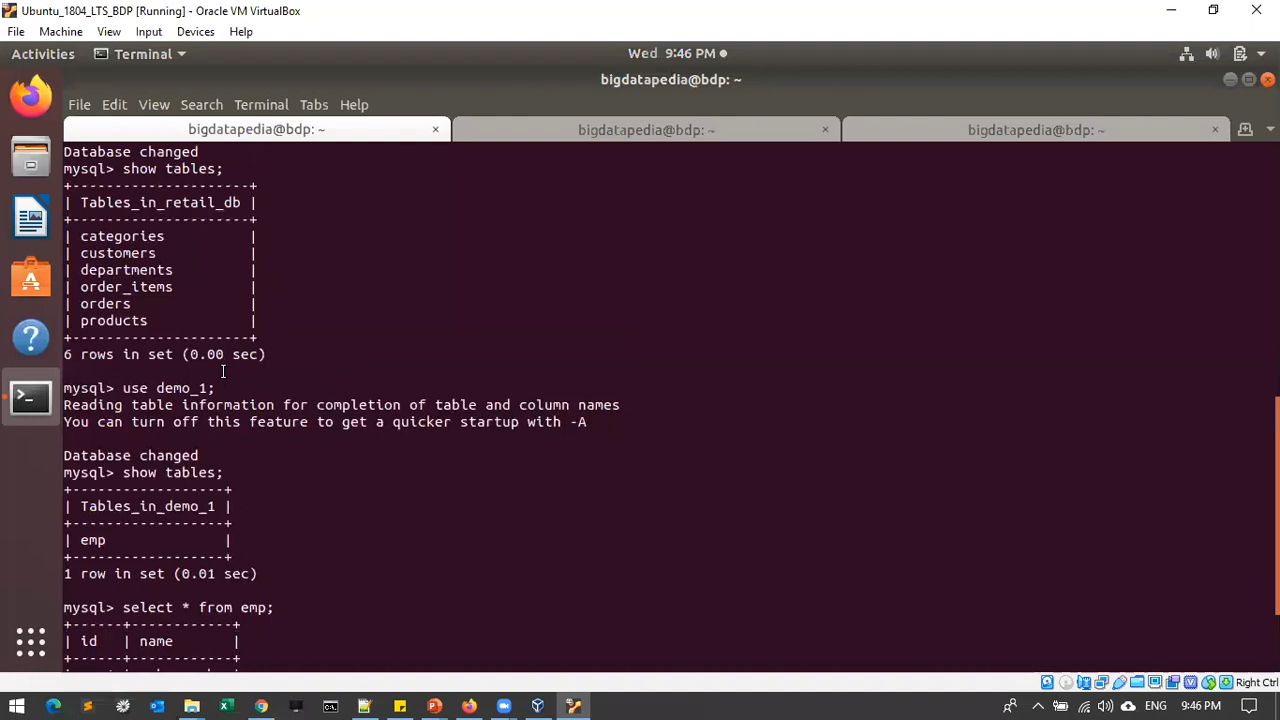 Ubuntu_1804_LTS_BDP [Running] - Oracle VM VirtualBox
File Machine View Input Devices Help
Activities Terminal Wed 9:46 PM
bigdatapedia@bdp: ~
File Edit View Search Terminal Tabs Help
bigdatapedia@bdp: ~ × bigdatapedia@bdp: ~ × bigdatapedia@bdp: ~ ×
Database changed
mysql> show tables;
+---------------------+
| Tables_in_retail_db |
+---------------------+
| categories          |
| customers           |
| departments         |
| order_items         |
| orders              |
| products            |
+---------------------+
6 rows in set (0.00 sec)
mysql> use demo_1;
Reading table information for completion of table and column names
You can turn off this feature to get a quicker startup with -A
Database changed
mysql> show tables;
+------------------+
| Tables_in_demo_1 |
+------------------+
| emp              |
+------------------+
1 row in set (0.01 sec)
mysql> select * from emp;
+------+------------+
| id   | name       |
+------+------------+
Right Ctrl
ENG 9:46 PM